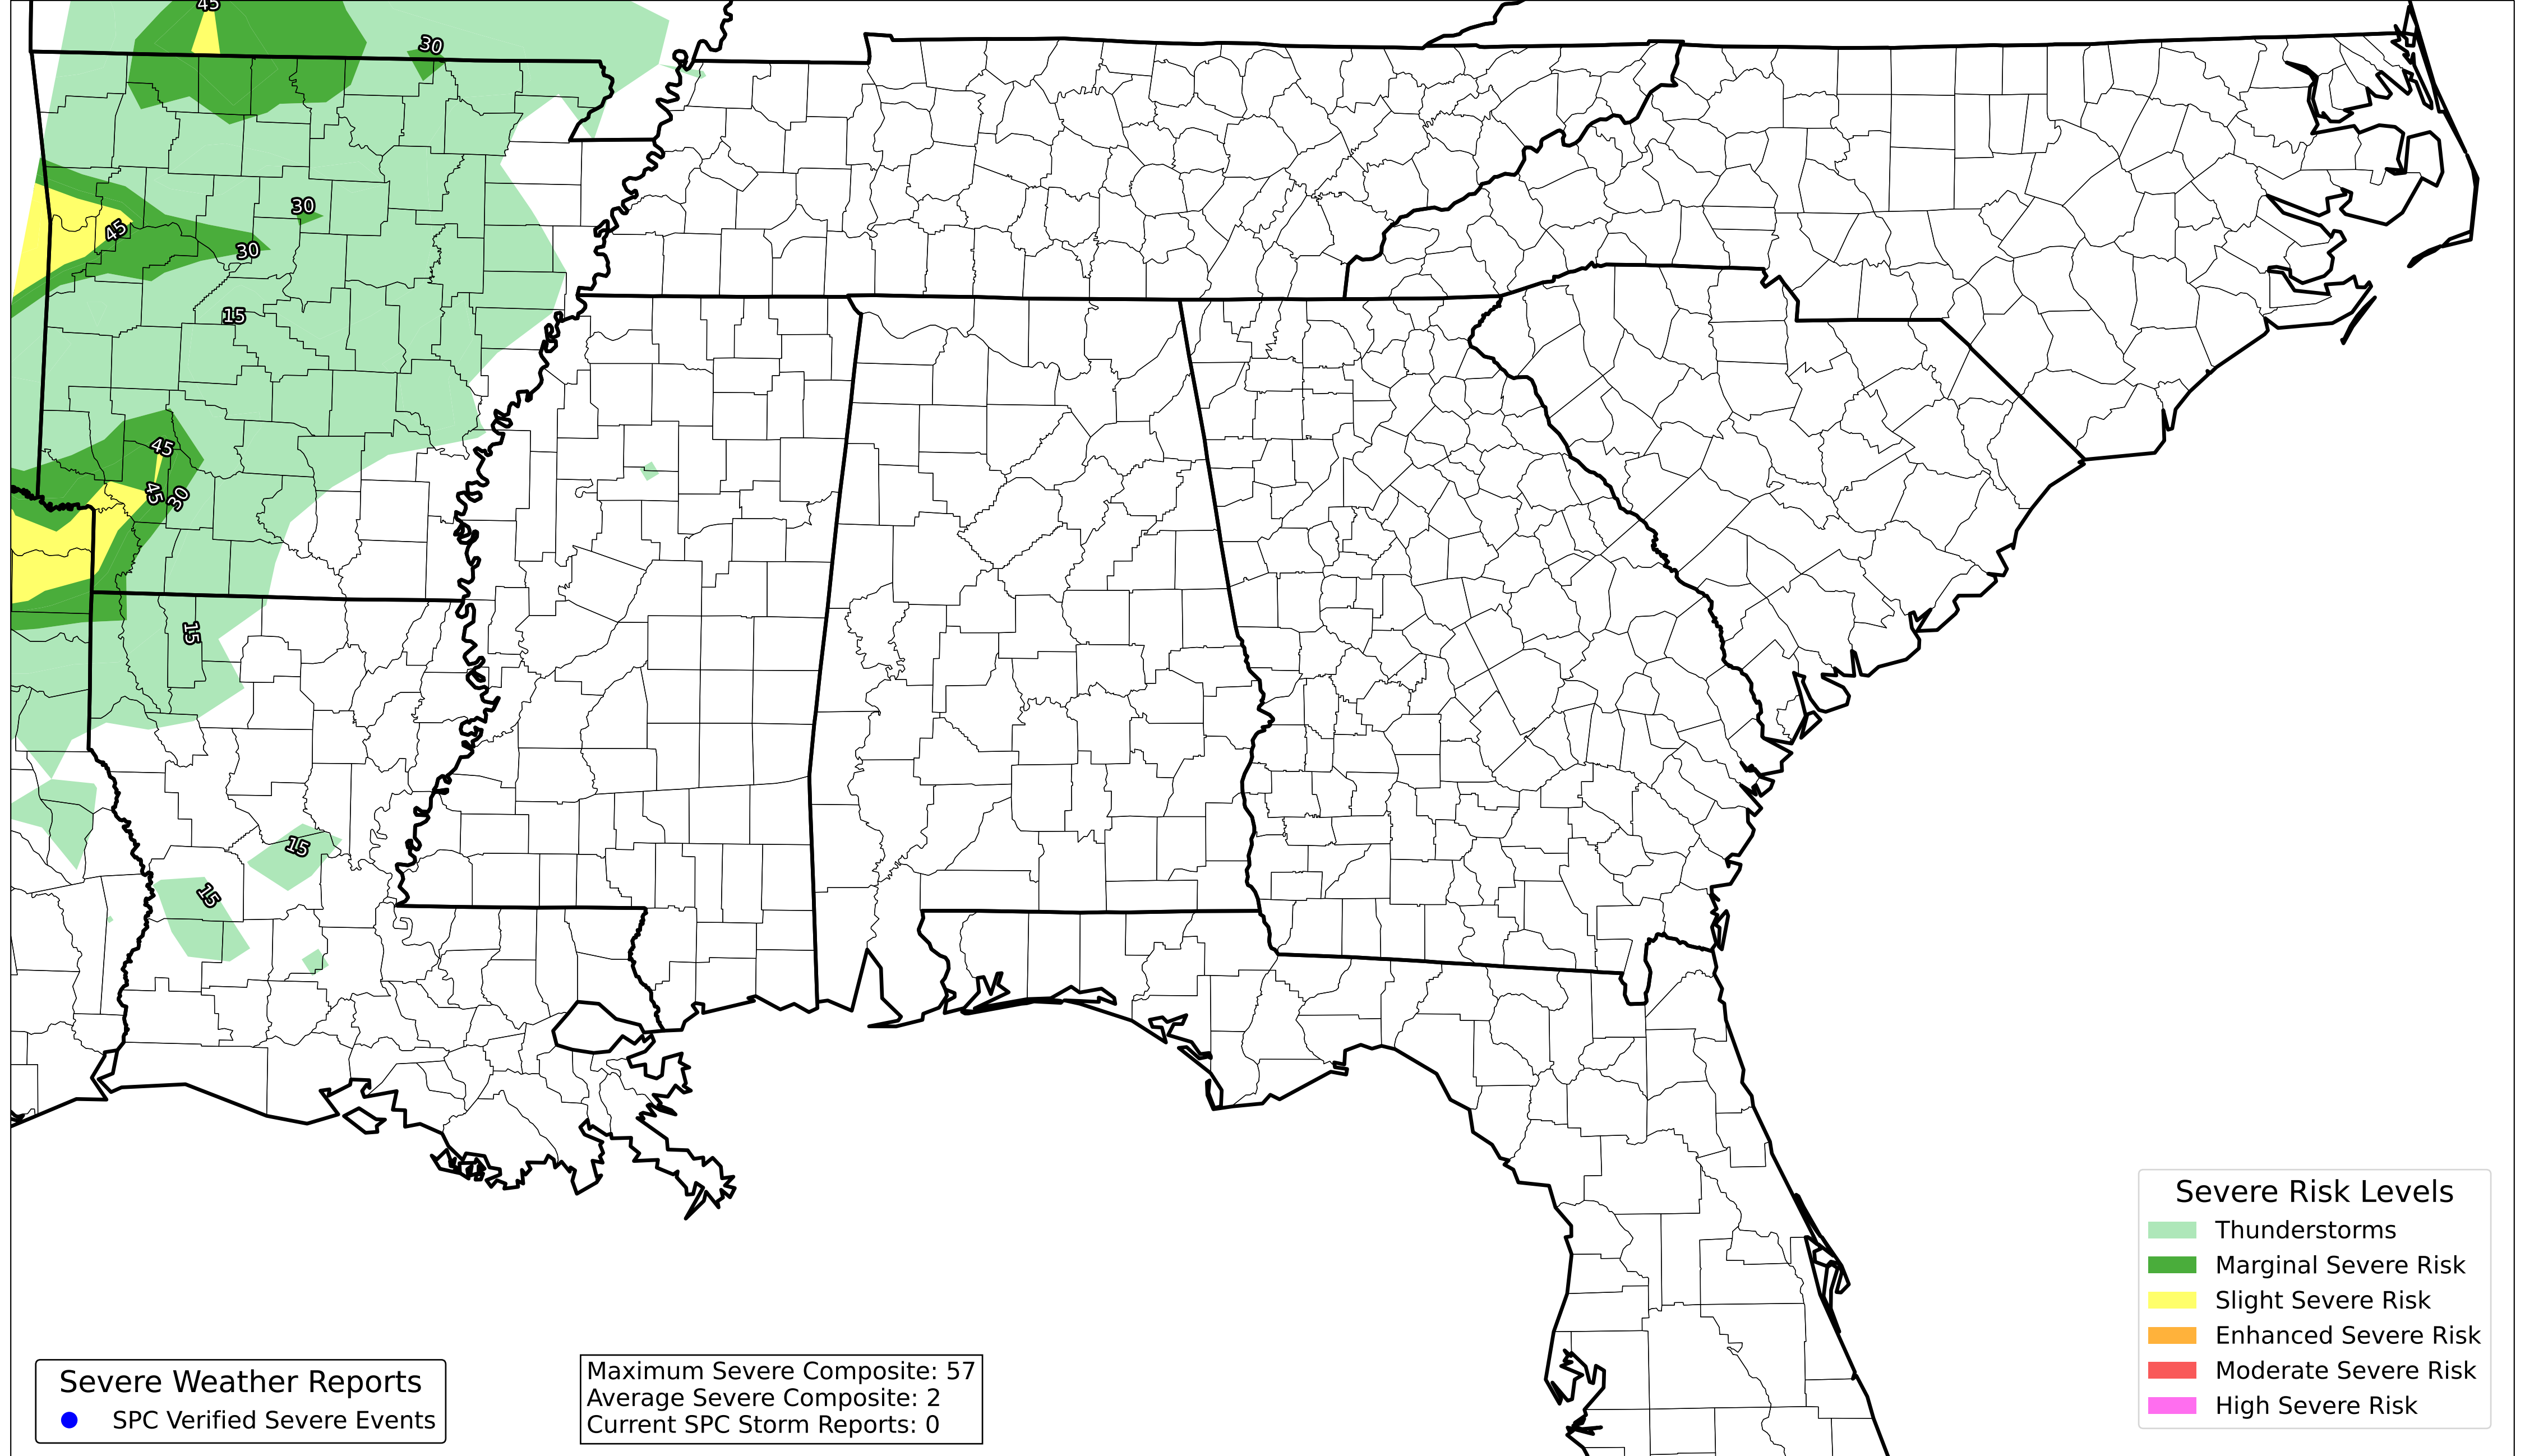 45
30
30
45
30
15
45
45
30
15
15
15
Severe Risk Levels
Thunderstorms
Marginal Severe Risk
Slight Severe Risk
Enhanced Severe Risk
Moderate Severe Risk
High Severe Risk
Severe Weather Reports
SPC Verified Severe Events
Maximum Severe Composite: 57
Average Severe Composite: 2
Current SPC Storm Reports: 0